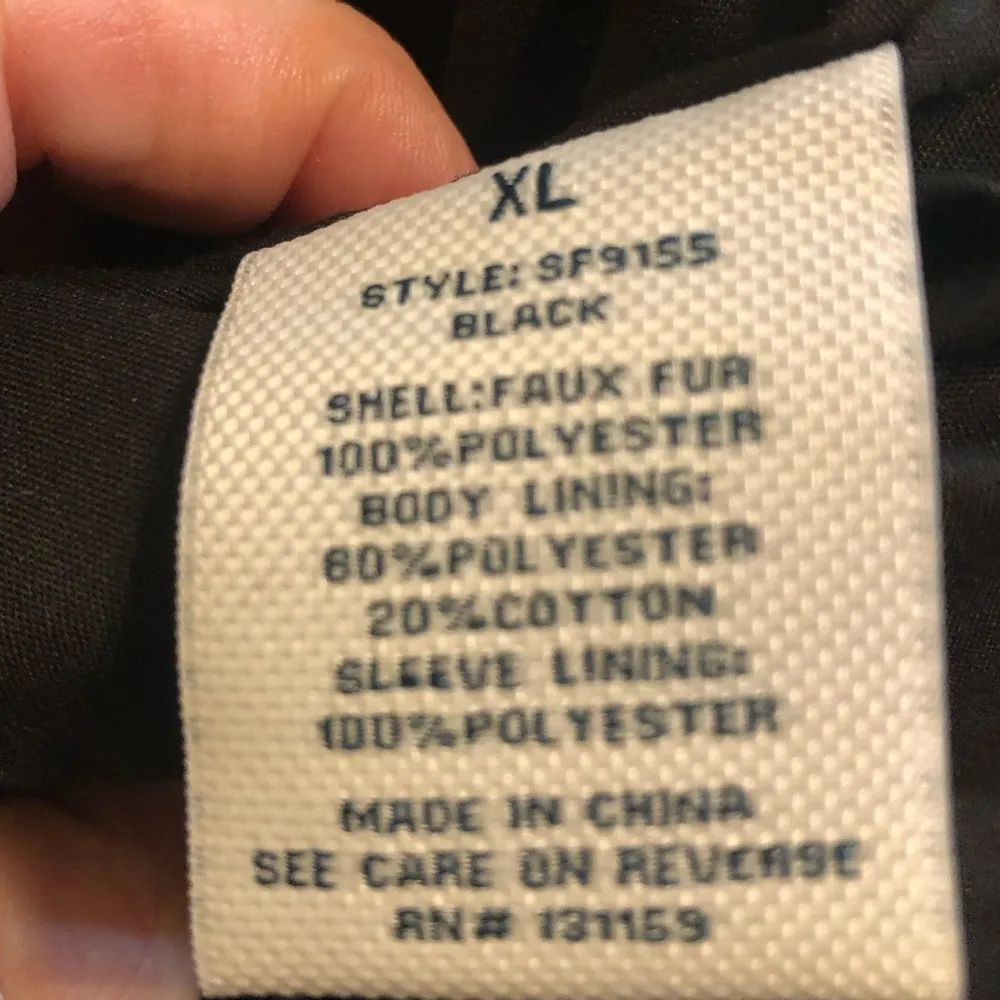 XL
STYLE: SF9155
BLACK
SHELL:FAUX FUR
100%POLYESTER
BODY LINING:
80%POLYESTER
20%COTTON
SLEEVE LINING:
100%POLYESTER
MADE IN CHINA
SEE CARE ON REVERSE
RN# 131159